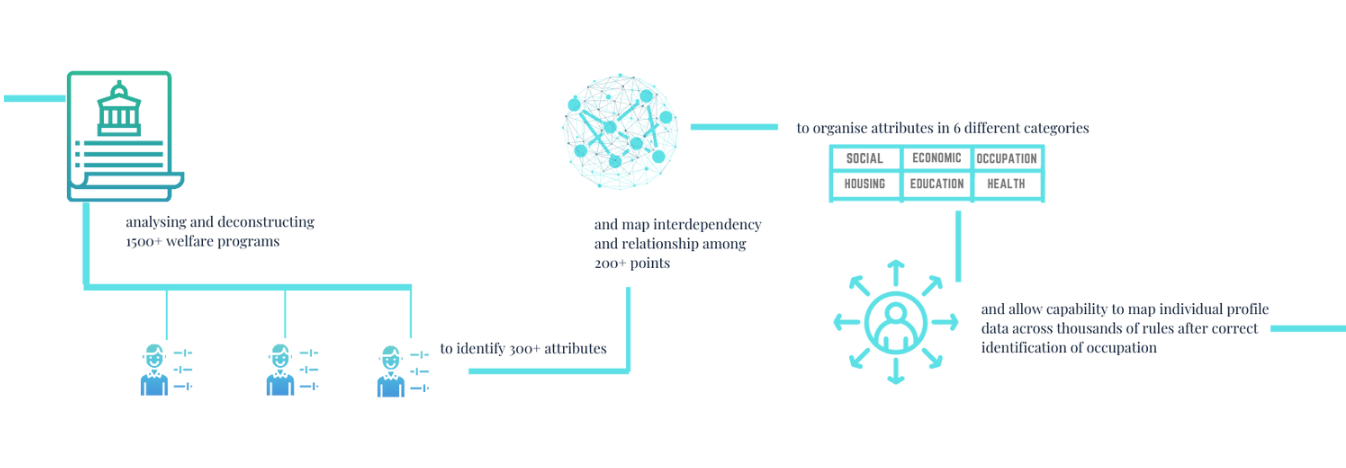 analysing and deconstructing
1500+ welfare programs
to identify 300+ attributes
and map interdependency
and relationship among
200+ points
to organise attributes in 6 different categories
SOCIAL ECONOMIC OCCUPATION
HOUSING EDUCATION HEALTH
and allow capability to map individual profile
data across thousands of rules after correct
identification of occupation